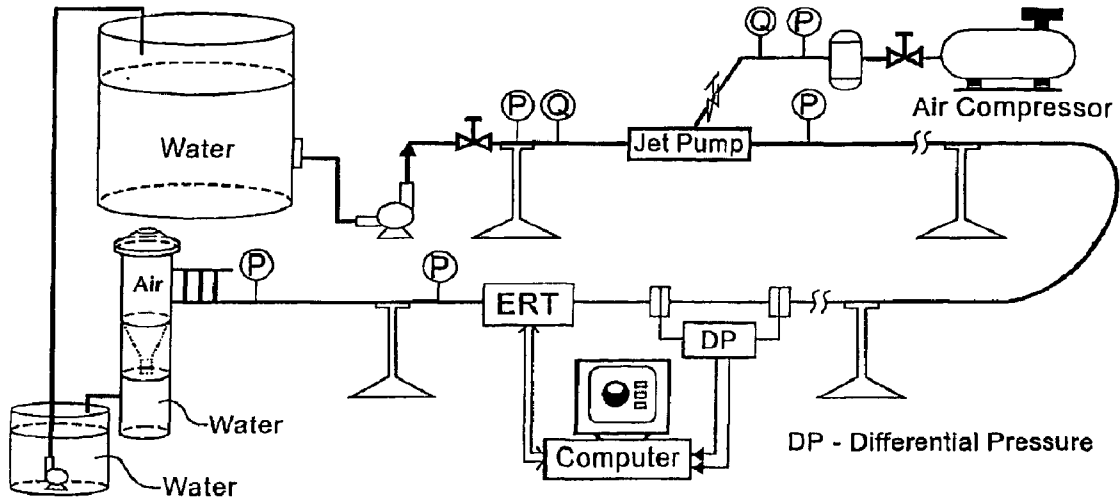 Q
P
Air Compressor
P
Q
P
Water
Jet Pump
Air
P
P
ERT
DP
Water
Computer
DP - Differential Pressure
Water